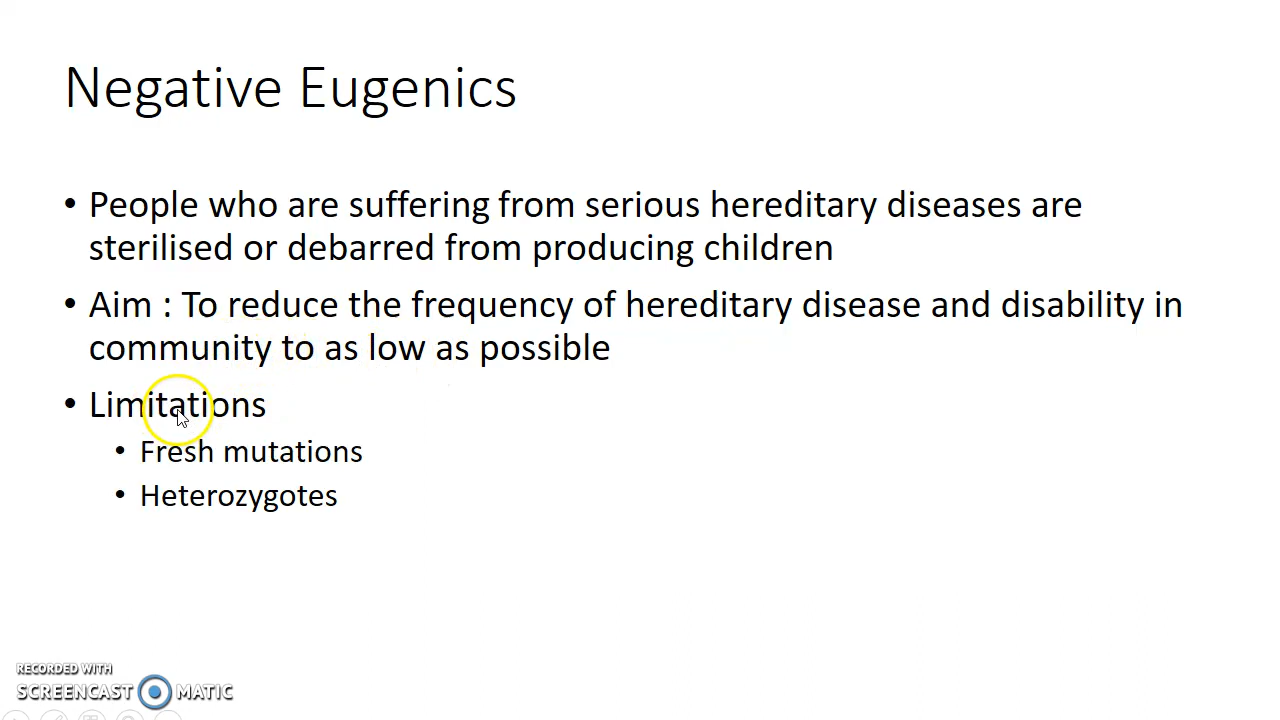 Negative Eugenics
• People who are suffering from serious hereditary diseases are
sterilised or debarred from producing children
• Aim : To reduce the frequency of hereditary disease and disability in
community to as low as possible
• Limitations
• Fresh mutations
• Heterozygotes
RECORDED WITH
SCREENCAST MATIC